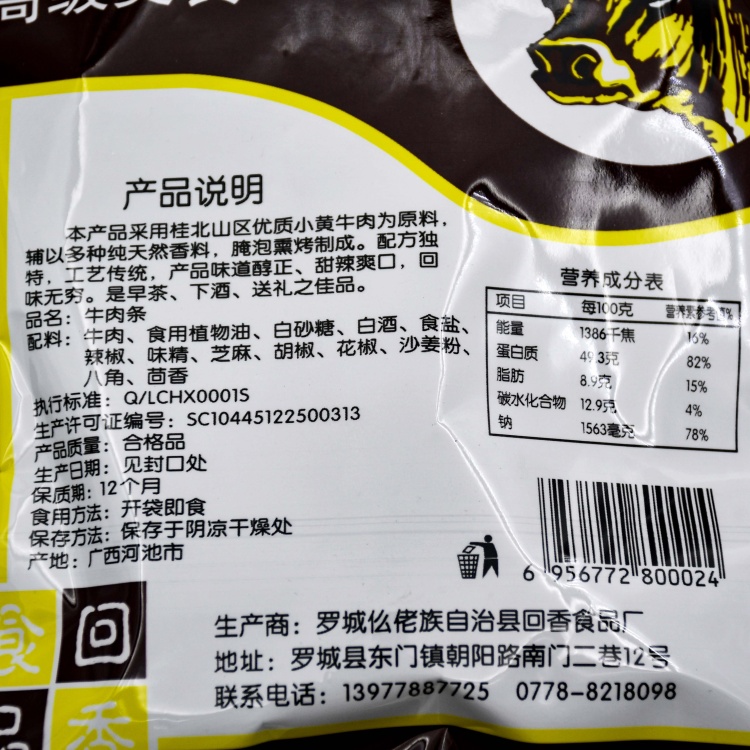 产品说明
本产品采用桂北山区优质小黄牛肉为原料，
辅以多种纯天然香料，腌泡熏烤制成。配方独
特，工艺传统，产品味道醇正、甜辣爽口，回
味无穷。是早茶、下酒、送礼之佳品。
品名：牛肉条
配料：牛肉、食用植物油、白砂糖、白酒、食盐、
辣椒、味精、芝麻、胡椒、花椒、沙姜粉、
八角、茴香
执行标准：Q/LCHX0001S
生产许可证编号：SC10445122500313
产品质量：合格品
生产日期：见封口处
保质期：12个月
食用方法：开袋即食
保存方法：保存于阴凉干燥处
产地：广西河池市
营养成分表
项目 每100克 营养素参考值%
能量 1386千焦 16%
蛋白质 49.3克 82%
脂肪 8.9克 15%
碳水化合物 12.9克 4%
钠 1563毫克 78%
6 956772 800024
生产商：罗城仫佬族自治县回香食品厂
地址：罗城县东门镇朝阳路南门二巷12号
联系电话：13977887725 0778-8218098
食回
品香